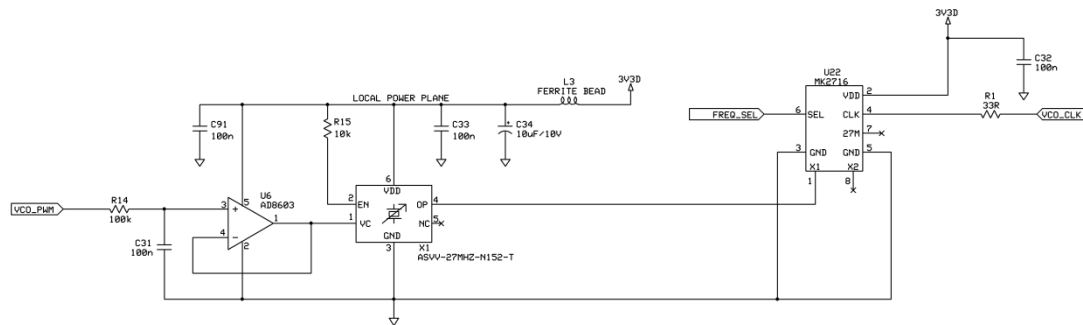 3V3D
C32
100n
U22
MK2716
VDD 2
R1
33R
FREQ_SEL
6 SEL
CLK 4
VCO_CLK
27M 7
3 GND
GND 5
X1 X2
1 8
L3
FERRITE BEAD
3V3D
LOCAL POWER PLANE
C91
100n
R15
10k
C33
100n
+
C34
10uF/10V
6
VDD
2 EN
OP 4
1 VC
NC 5
GND
3
X1
ASVV-27MHZ-N152-T
U6
AD8603
5
3 +
1
4 -
2
VCO_PWM
R14
100k
C31
100n